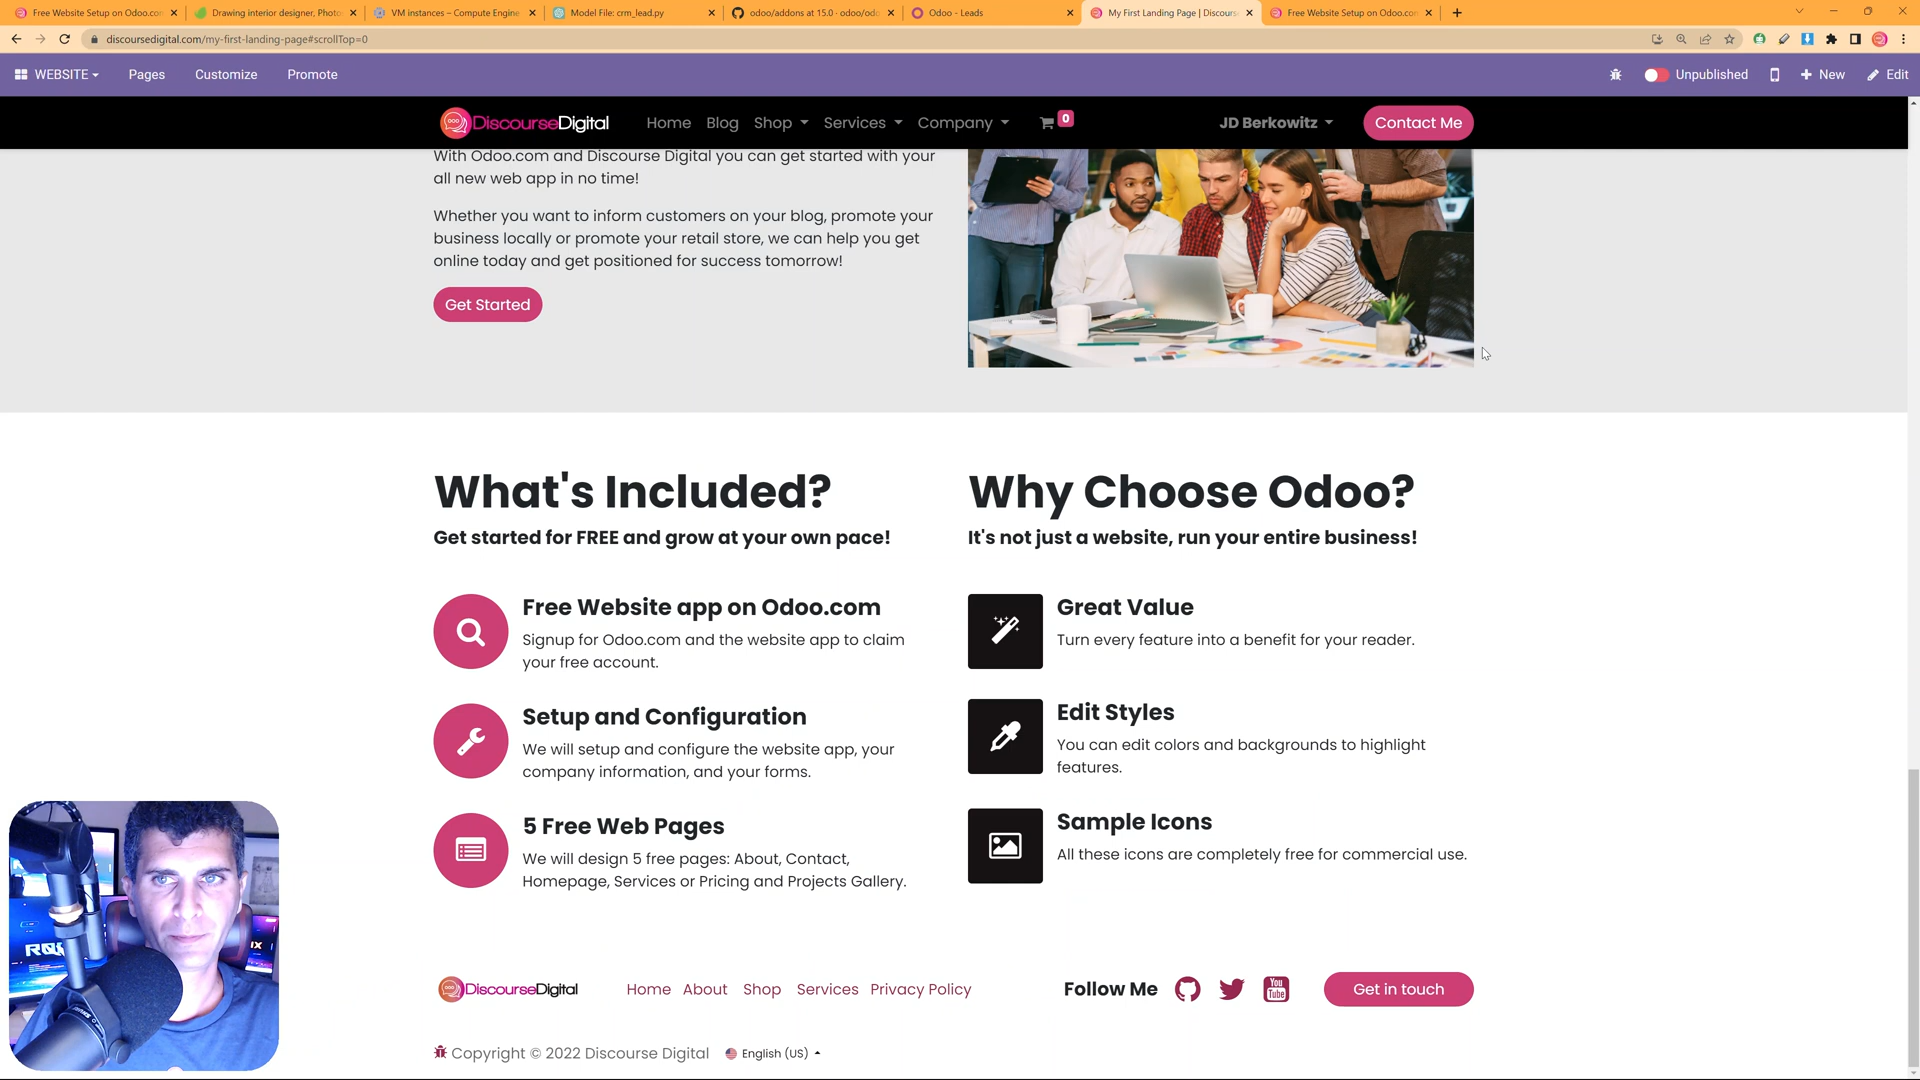 Free Website Setup on Odoo.com
Drawing interior designer, Photo
VM instances – Compute Engine
Model File: crm_lead.py
odoo/addons at 15.0 · odoo/od
Odoo - Leads
My First Landing Page | Discours
Free Website Setup on Odoo.co
discoursedigital.com/my-first-landing-page#scrollTop=0
WEBSITE Pages Customize Promote
Unpublished New Edit
DiscourseDigital Home Blog Shop Services Company 0 JD Berkowitz Contact Me
With Odoo.com and Discourse Digital you can get started with your
all new web app in no time!
Whether you want to inform customers on your blog, promote your
business locally or promote your retail store, we can help you get
online today and get positioned for success tomorrow!
Get Started
What's Included?
Get started for FREE and grow at your own pace!
Free Website app on Odoo.com
Signup for Odoo.com and the website app to claim
your free account.
Setup and Configuration
We will setup and configure the website app, your
company information, and your forms.
5 Free Web Pages
We will design 5 free pages: About, Contact,
Homepage, Services or Pricing and Projects Gallery.
Why Choose Odoo?
It's not just a website, run your entire business!
Great Value
Turn every feature into a benefit for your reader.
Edit Styles
You can edit colors and backgrounds to highlight
features.
Sample Icons
All these icons are completely free for commercial use.
DiscourseDigital Home About Shop Services Privacy Policy Follow Me You Tube Get in touch
Copyright © 2022 Discourse Digital English (US)